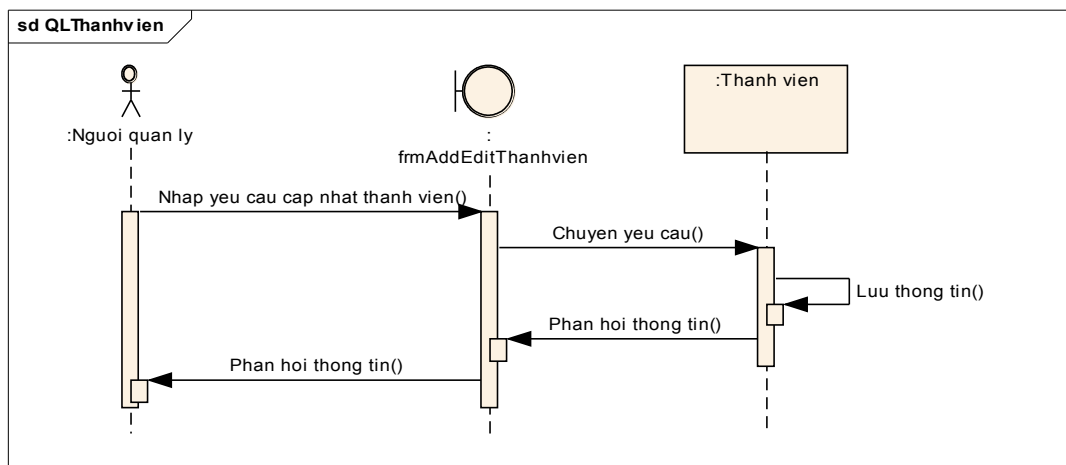 sd QLThanhvien
:Nguoi quan ly
:
frmAddEditThanhvien
:Thanh vien
Nhap yeu cau cap nhat thanh vien()
Chuyen yeu cau()
Luu thong tin()
Phan hoi thong tin()
Phan hoi thong tin()